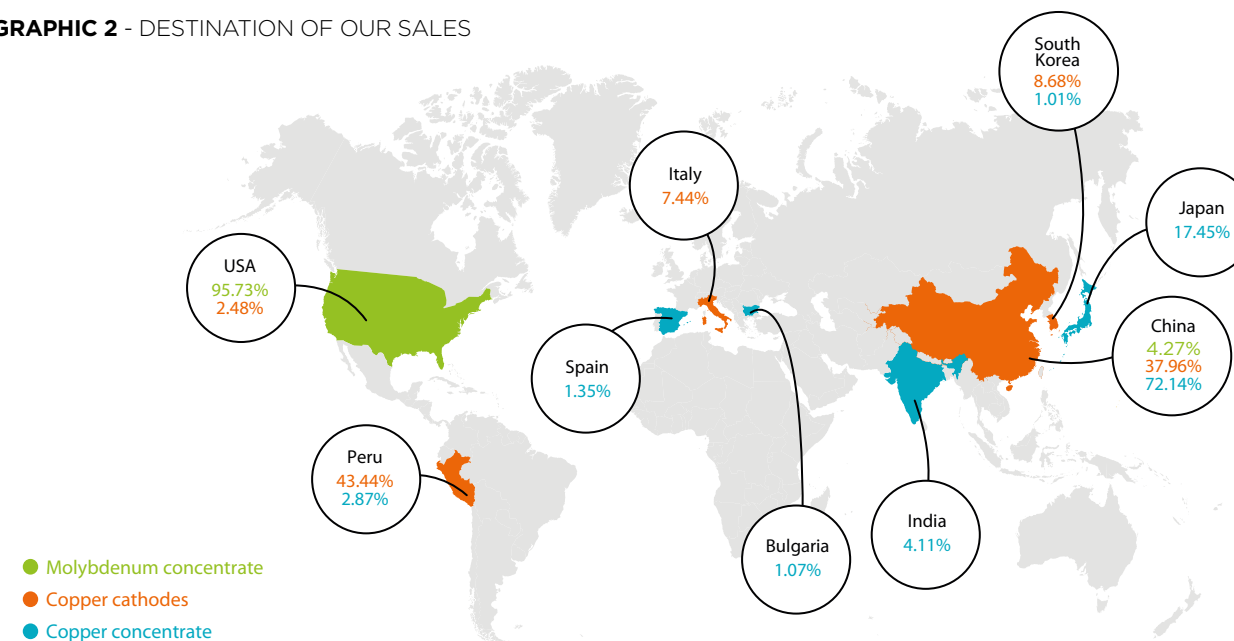 GRAPHIC 2 - DESTINATION OF OUR SALES
South
Korea
8.68%
1.01%
Italy
7.44%
Japan
17.45%
USA
95.73%
2.48%
China
4.27%
37.96%
72.14%
Spain
1.35%
Peru
43.44%
2.87%
India
4.11%
Bulgaria
1.07%
Molybdenum concentrate
Copper cathodes
Copper concentrate